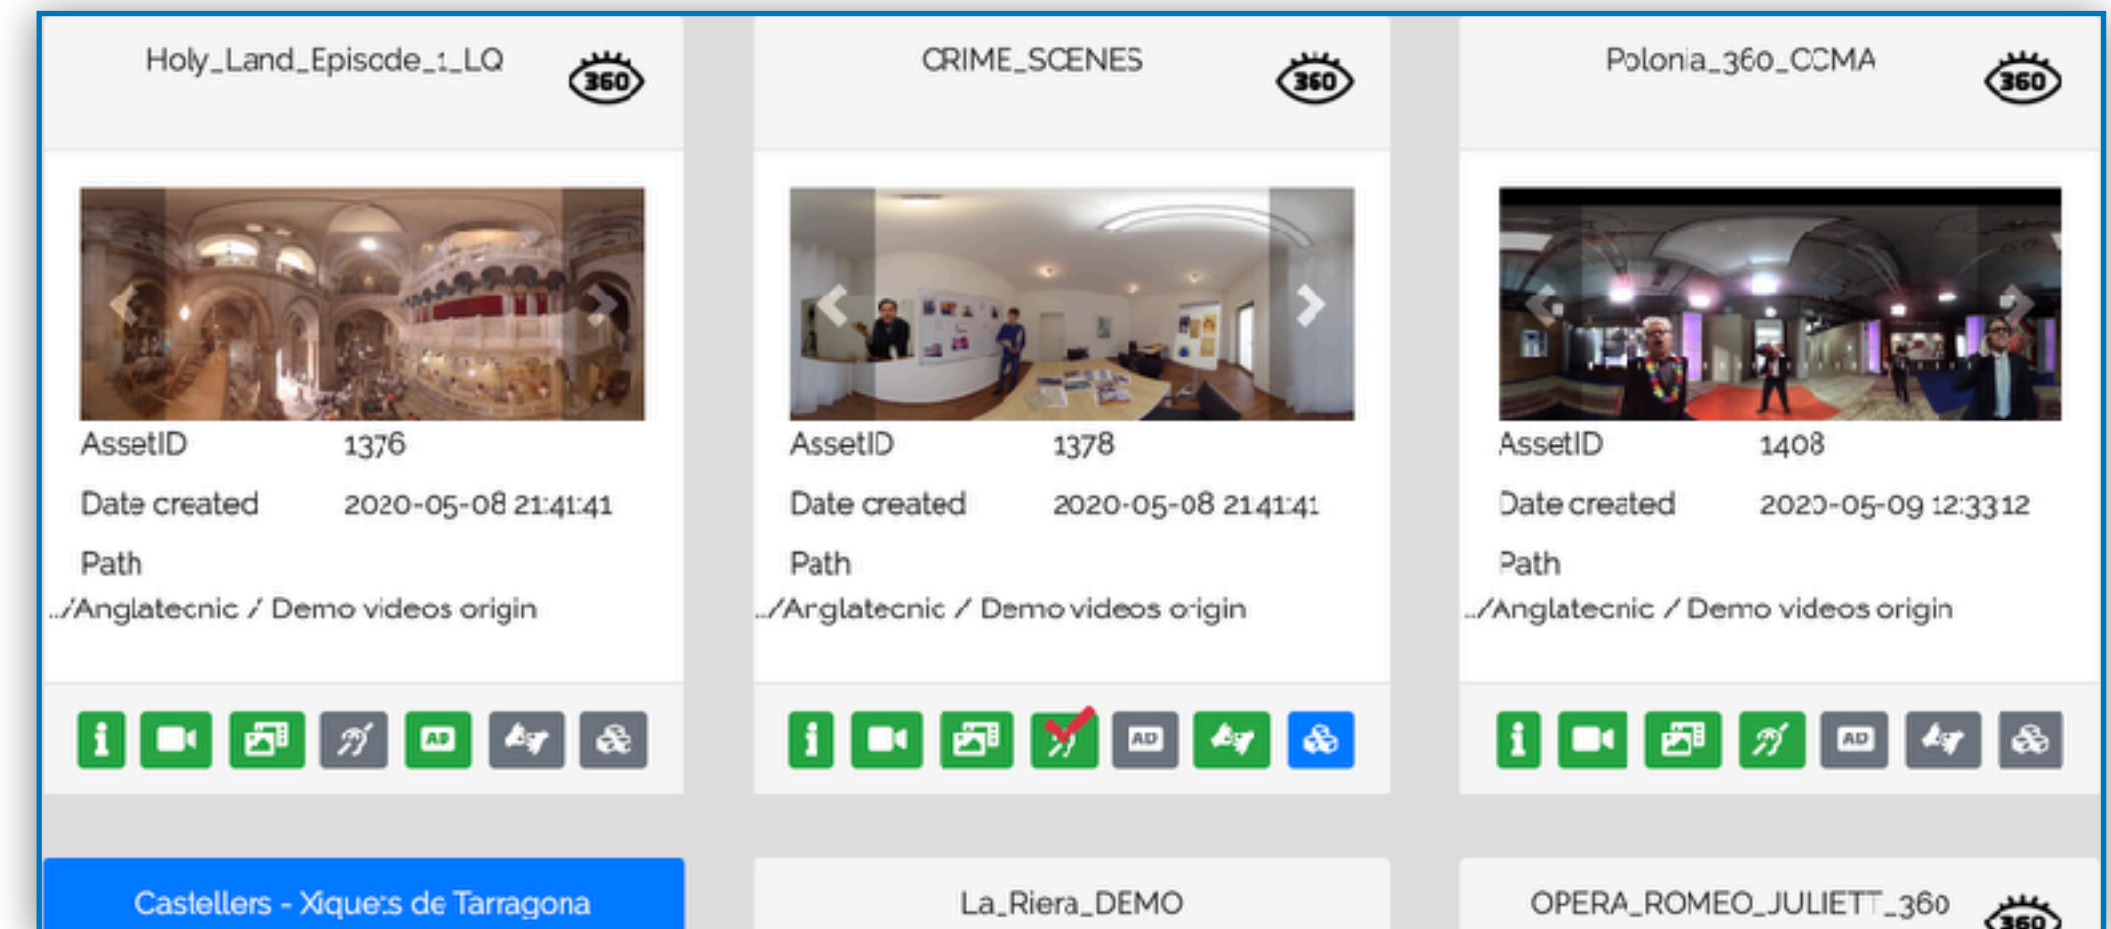 Holy_Land_Episode_1_LQ
360
CRIME_SCENES
360
Polonia_360_CCMA
360
AssetID 1376
Date created 2020-05-08 21:41:41
Path
../Anglatecnic / Demo videos origin
AssetID 1378
Date created 2020-05-08 21:41:41
Path
../Anglatecnic / Demo videos origin
AssetID 1408
Date created 2020-05-09 12:33:12
Path
../Anglatecnic / Demo videos origin
i
AD
i
AD
i
AD
Castellers - Xiquets de Tarragona
La_Riera_DEMO
OPERA_ROMEO_JULIETT_360
360